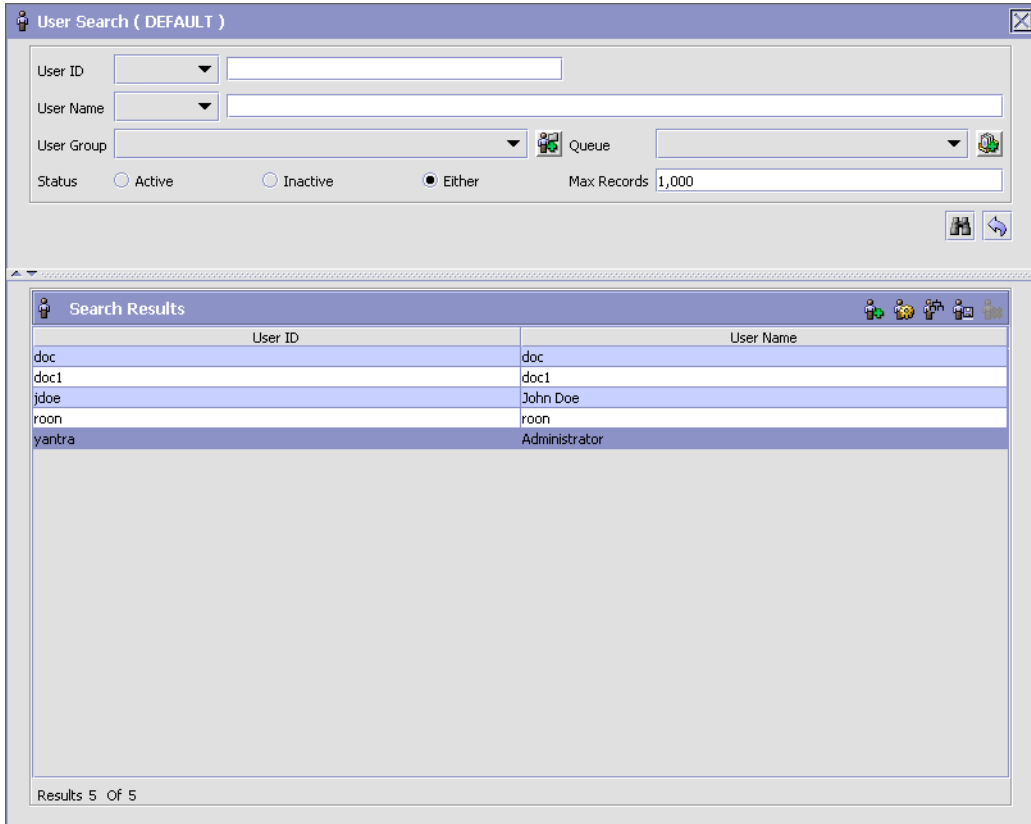 User Search ( DEFAULT )
User ID
User Name
User Group Queue
Status Active Inactive Either Max Records 1,000
Search Results
User ID User Name
doc doc
doc1 doc1
jdoe John Doe
roon roon
yantra Administrator
Results 5 Of 5